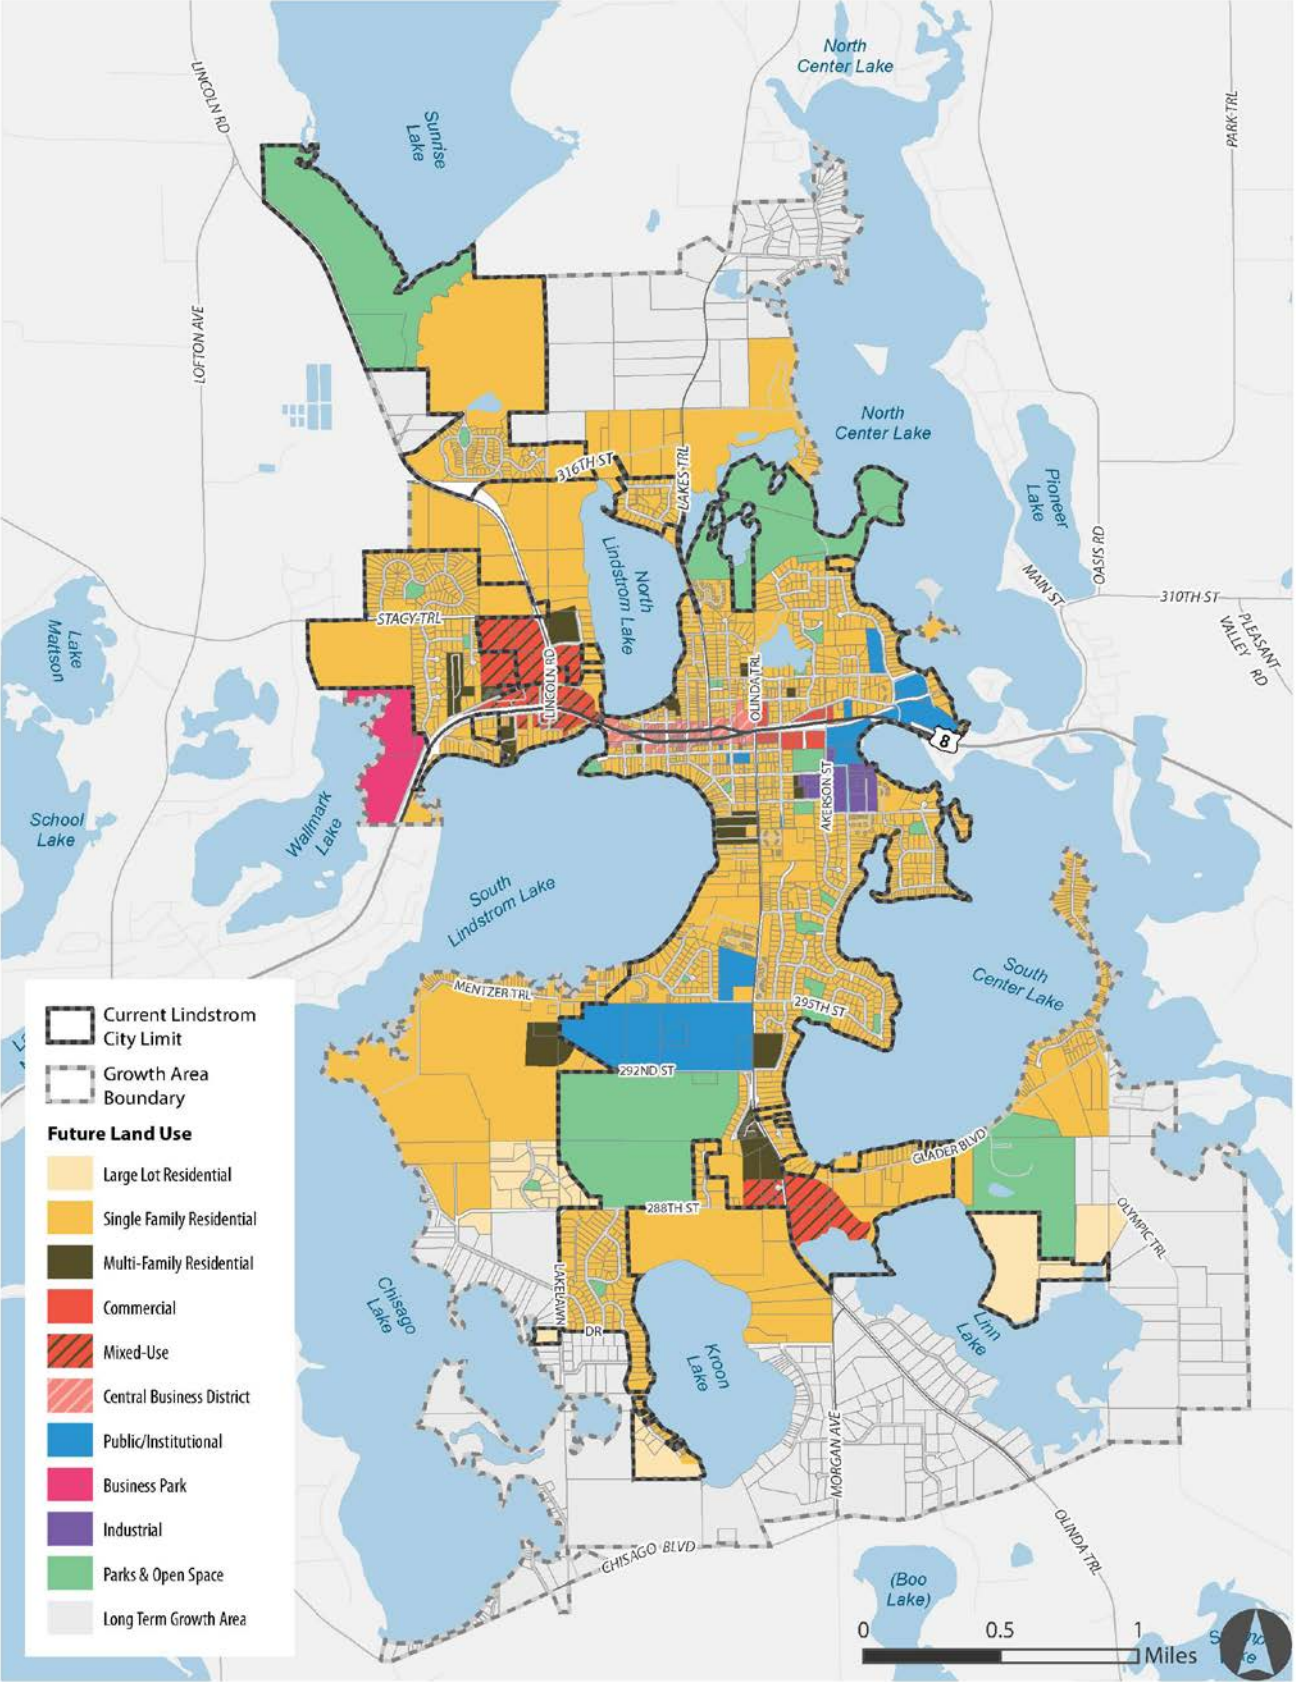 North
Center Lake
LINCOLN RD
Sunrise
Lake
PARK TRL
LOFTON AVE
North
Center Lake
316TH ST
LAKES TRL
Pioneer
Lake
OASIS RD
North
Lindstrom Lake
MAIN ST
310TH ST
PLEASANT
VALLEY RD
Lake
Mattson
STACY TRL
LINCOLN RD
OLINDA TRL
8
AKERSON ST
School
Lake
Wallmark
Lake
South
Lindstrom Lake
South
Center Lake
MENTZER TRL
295TH ST
292ND ST
GLADER BLVD
288TH ST
OLYMPIC TRL
LAKELAWN
DR
Chisago
Lake
Kroon
Lake
Linn
Lake
MORGAN AVE
CHISAGO BLVD
OLINDA TRL
(Boo
Lake)
Current Lindstrom
City Limit
Growth Area
Boundary
Future Land Use
Large Lot Residential
Single Family Residential
Multi-Family Residential
Commercial
Mixed-Use
Central Business District
Public/Institutional
Business Park
Industrial
Parks & Open Space
Long Term Growth Area
0 0.5 1
Miles